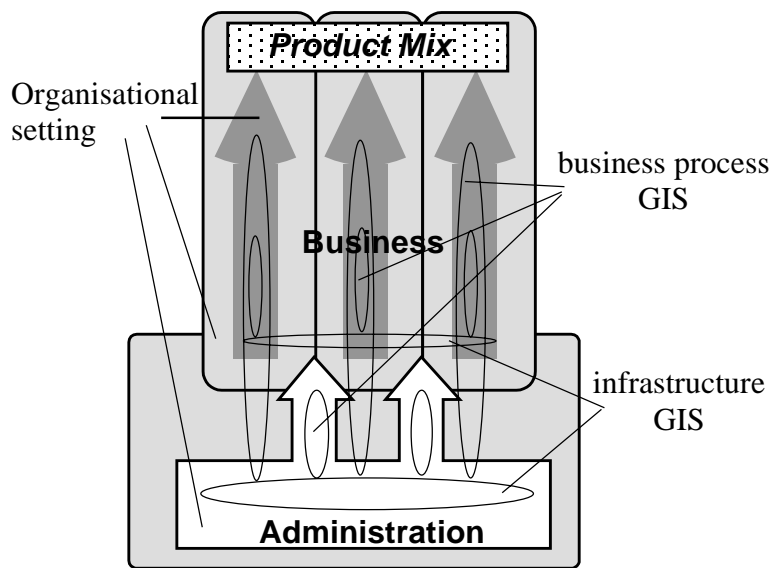 Product Mix
Organisational
setting
business process
GIS
Business
infrastructure
GIS
Administration